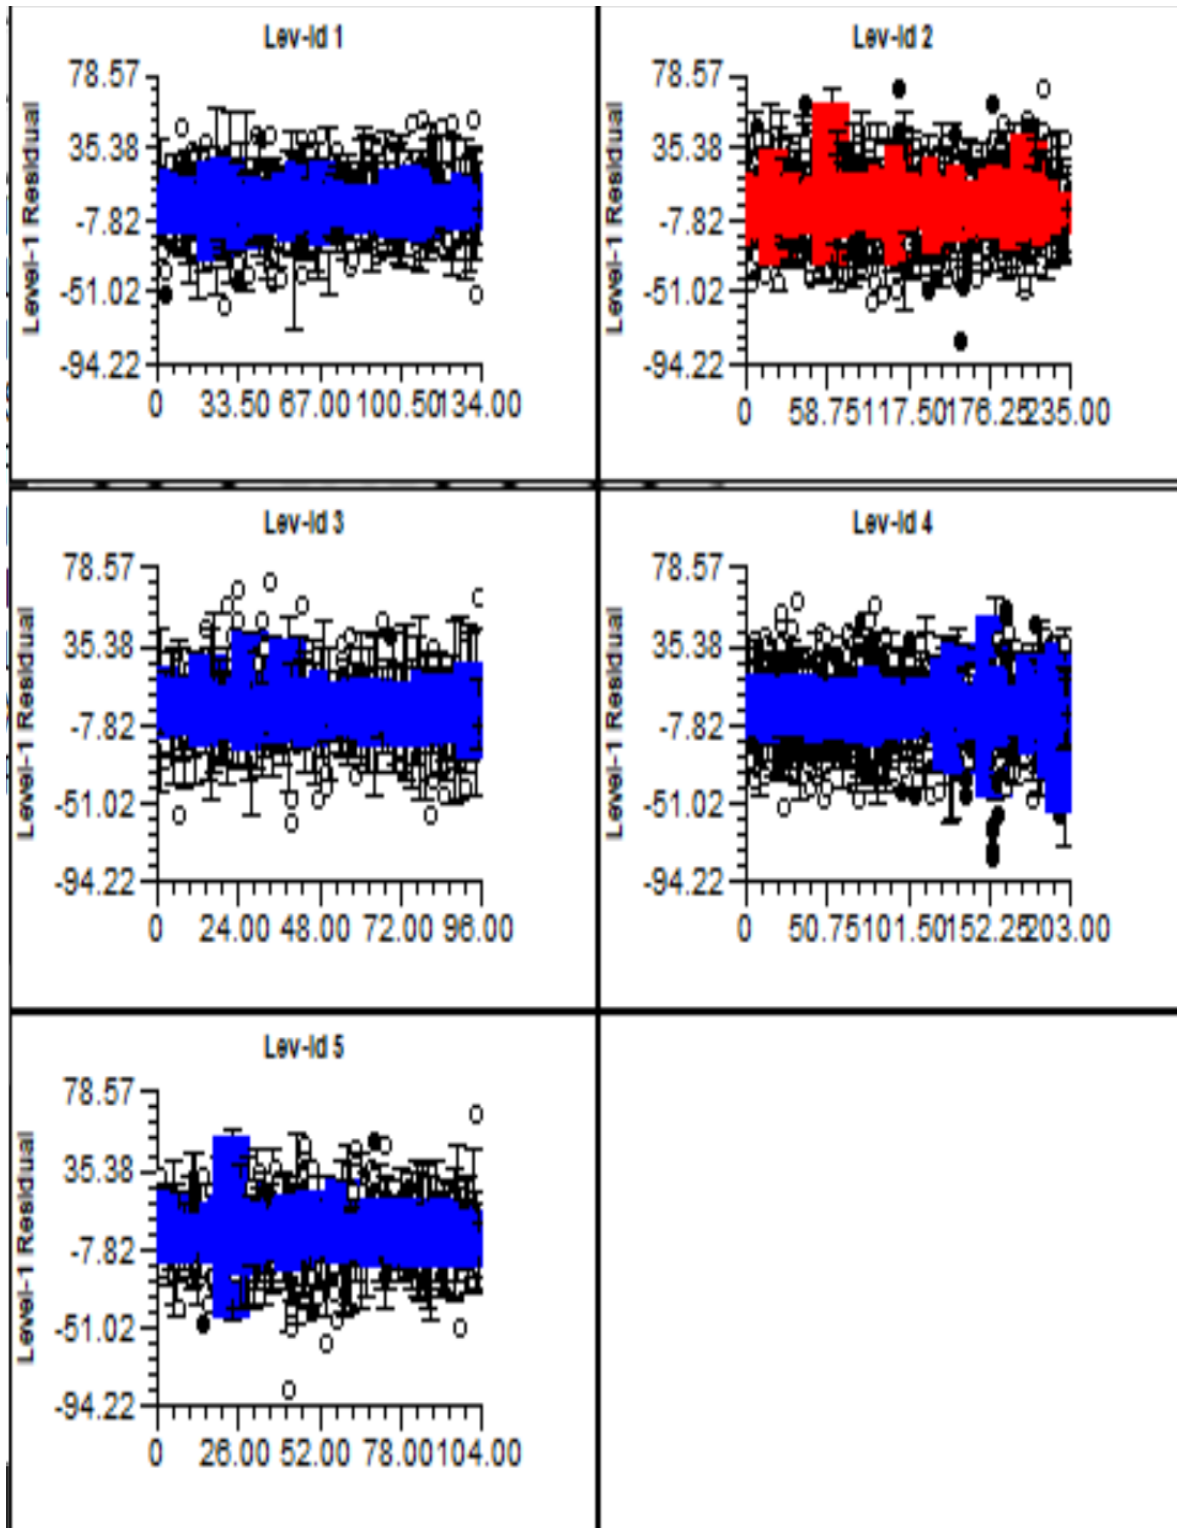 Lev-id 1
78.57
35.38
-7.82
-51.02
-94.22
Level-1 Residual
0 33.50 67.00 100.50 134.00
Lev-id 2
78.57
35.38
-7.82
-51.02
-94.22
Level-1 Residual
0 58.75 117.50 176.25 235.00
Lev-id 3
78.57
35.38
-7.82
-51.02
-94.22
Level-1 Residual
0 24.00 48.00 72.00 96.00
Lev-id 4
78.57
35.38
-7.82
-51.02
-94.22
Level-1 Residual
0 50.75 101.50 152.25 203.00
Lev-id 5
78.57
35.38
-7.82
-51.02
-94.22
Level-1 Residual
0 26.00 52.00 78.00 104.00